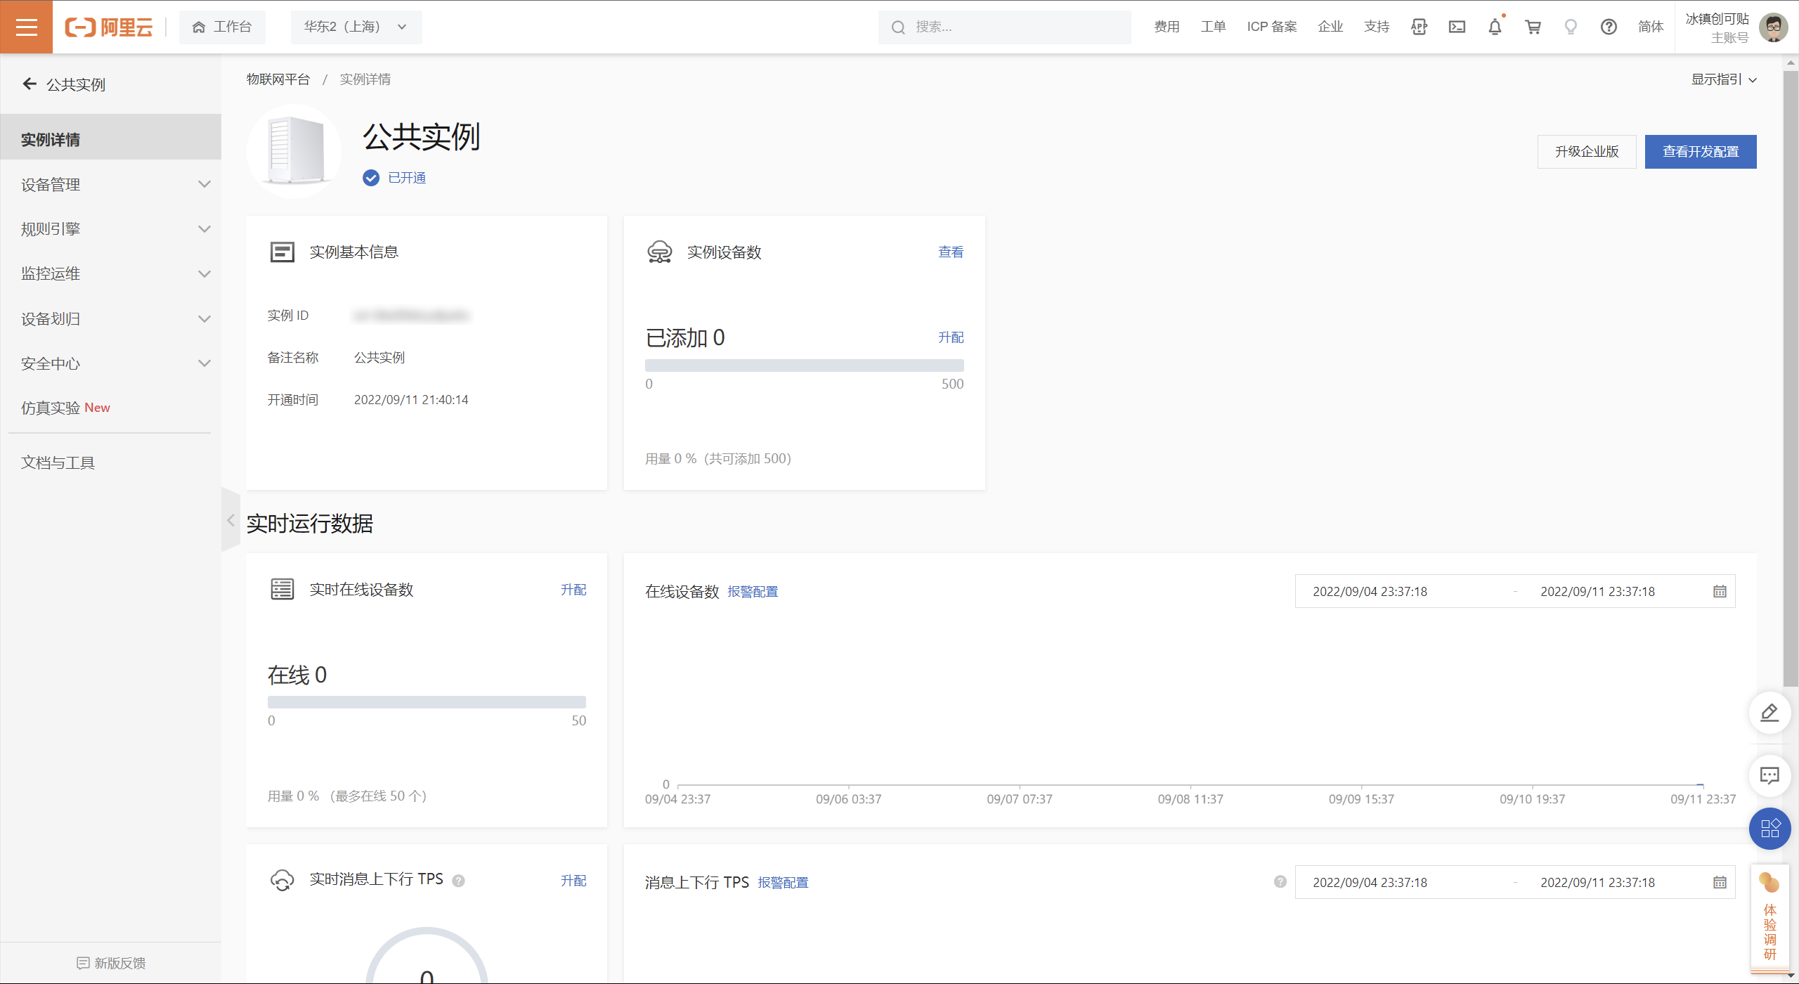 阿里云
工作台
华东2（上海）
搜索...
费用
工单
ICP 备案
企业
支持
简体
冰镇创可贴
主账号
公共实例
实例详情
设备管理
规则引擎
监控运维
设备划归
安全中心
仿真实验 New
文档与工具
新版反馈
物联网平台 / 实例详情
显示指引
公共实例
已开通
升级企业版
查看开发配置
实例基本信息
实例 ID
备注名称 公共实例
开通时间 2022/09/11 21:40:14
实例设备数
查看
已添加 0
升配
0
500
用量 0 %（共可添加 500）
实时运行数据
实时在线设备数
升配
在线 0
0
50
用量 0 % （最多在线 50 个）
在线设备数 报警配置
2022/09/04 23:37:18 - 2022/09/11 23:37:18
0
09/04 23:37
09/06 03:37
09/07 07:37
09/08 11:37
09/09 15:37
09/10 19:37
09/11 23:37
实时消息上下行 TPS
升配
0
消息上下行 TPS 报警配置
2022/09/04 23:37:18 - 2022/09/11 23:37:18
体验调研